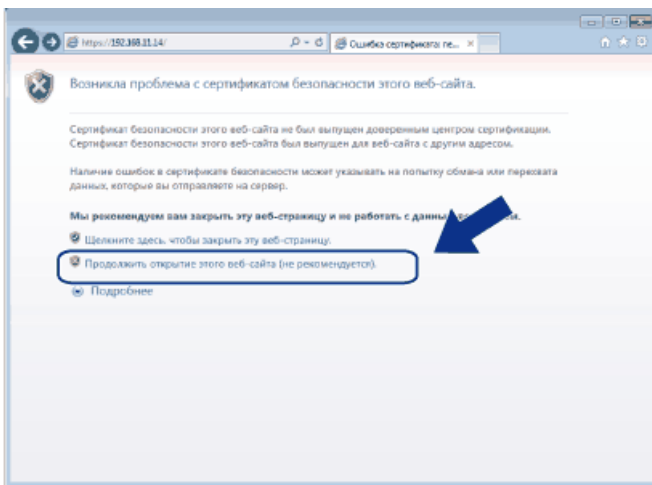 https://192.168.11.14/
Ошибка сертификата: пе...
Возникла проблема с сертификатом безопасности этого веб-сайта.
Сертификат безопасности этого веб-сайта не был выпущен доверенным центром сертификации.
Сертификат безопасности этого веб-сайта был выпущен для веб-сайта с другим адресом.
Наличие ошибок в сертификате безопасности может указывать на попытку обмана или перехвата
данных, которые вы отправляете на сервер.
Мы рекомендуем вам закрыть эту веб-страницу и не работать с данны
Щелкните здесь, чтобы закрыть эту веб-страницу.
Продолжить открытие этого веб-сайта (не рекомендуется).
Подробнее